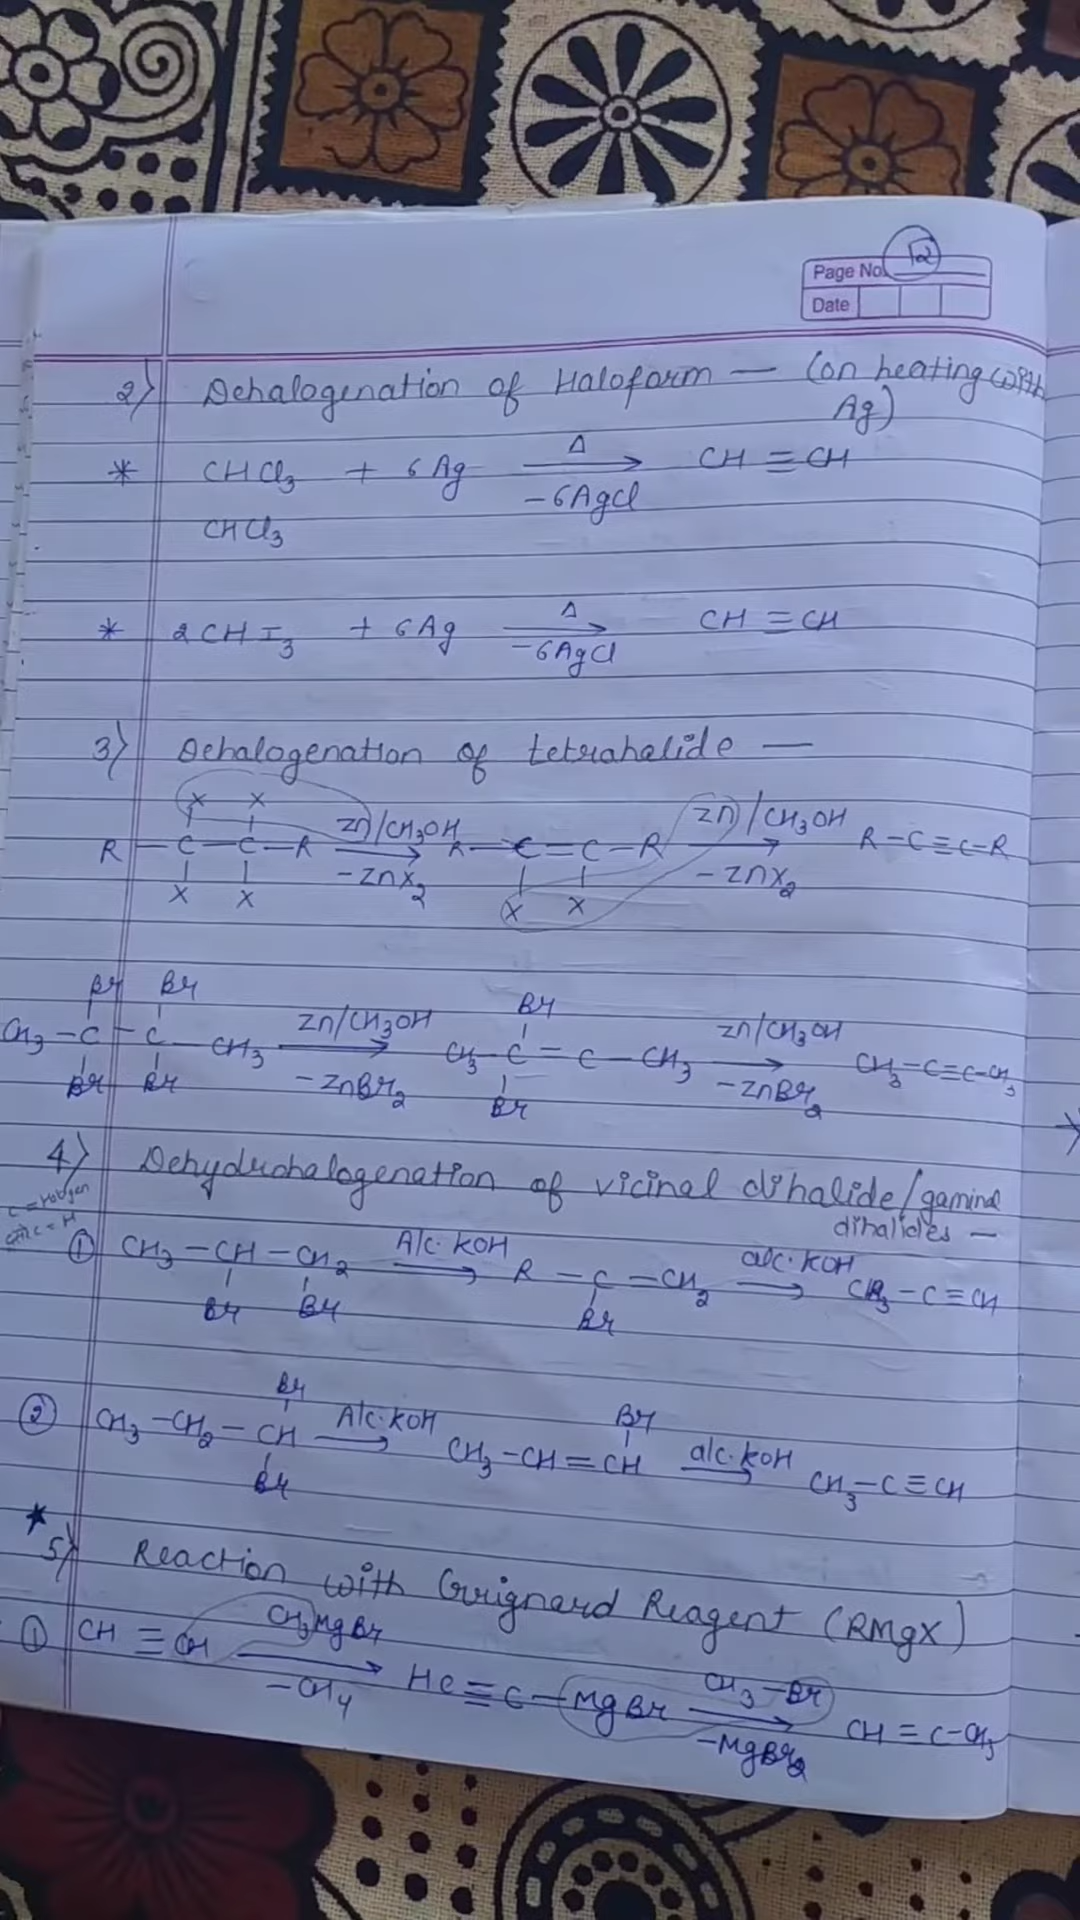 Page No. 12
Date
2) Dehalogenation of Haloform — (on heating with Ag)
* CHCl3 + 6Ag Δ→ -6AgCl CH ≡ CH
CHCl3
* 2CHI3 + 6Ag Δ→ -6AgCl CH ≡ CH
3) Dehalogenation of tetrahalide —
X X
R — C — C — R Zn/CH3OH→ -ZnX2 R — C = C — R Zn/CH3OH→ -ZnX2 R - C ≡ C - R
X X X X
Br Br Br
CH3 - C - C - CH3 Zn/CH3OH→ -ZnBr2 CH3 - C = C - CH3 Zn/CH3OH→ -ZnBr2 CH3 - C ≡ C - CH3
Br Br Br
4) Dehydrohalogenation of vicinal dihalide/gaminal
dihalides —
① CH3 - CH - CH2 Alc. KOH→ R - C - CH2 alc. KOH→ CH3 - C ≡ CH
Br Br Br
Br Br
② CH3 - CH2 - CH Alc. KOH→ CH3 - CH = CH alc. KOH→ CH3 - C ≡ CH
Br
★
5) Reaction with Grignard Reagent (RMgX)
① CH ≡ CH CH3MgBr→ -CH4 HC ≡ C - MgBr CH3 - Br→ -MgBr2 CH ≡ C - CH3